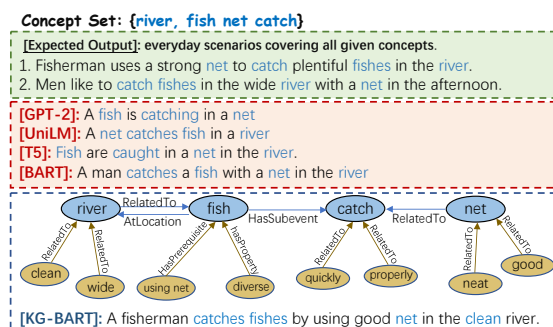 Concept Set: {river, fish net catch}
[Expected Output]: everyday scenarios covering all given concepts.
1. Fisherman uses a strong net to catch plentiful fishes in the river.
2. Men like to catch fishes in the wide river with a net in the afternoon.
[GPT-2]: A fish is catching in a net
[UniLM]: A net catches fish in a river
[T5]: Fish are caught in a net in the river.
[BART]: A man catches a fish with a net in the river
river RelatedTo AtLocation fish HasSubevent catch RelatedTo net
RelatedTo RelatedTo HasPrerequisite hasProperty RelatedTo RelatedTo RelatedTo RelatedTo
clean wide using net diverse quickly properly neat good
[KG-BART]: A fisherman catches fishes by using good net in the clean river.